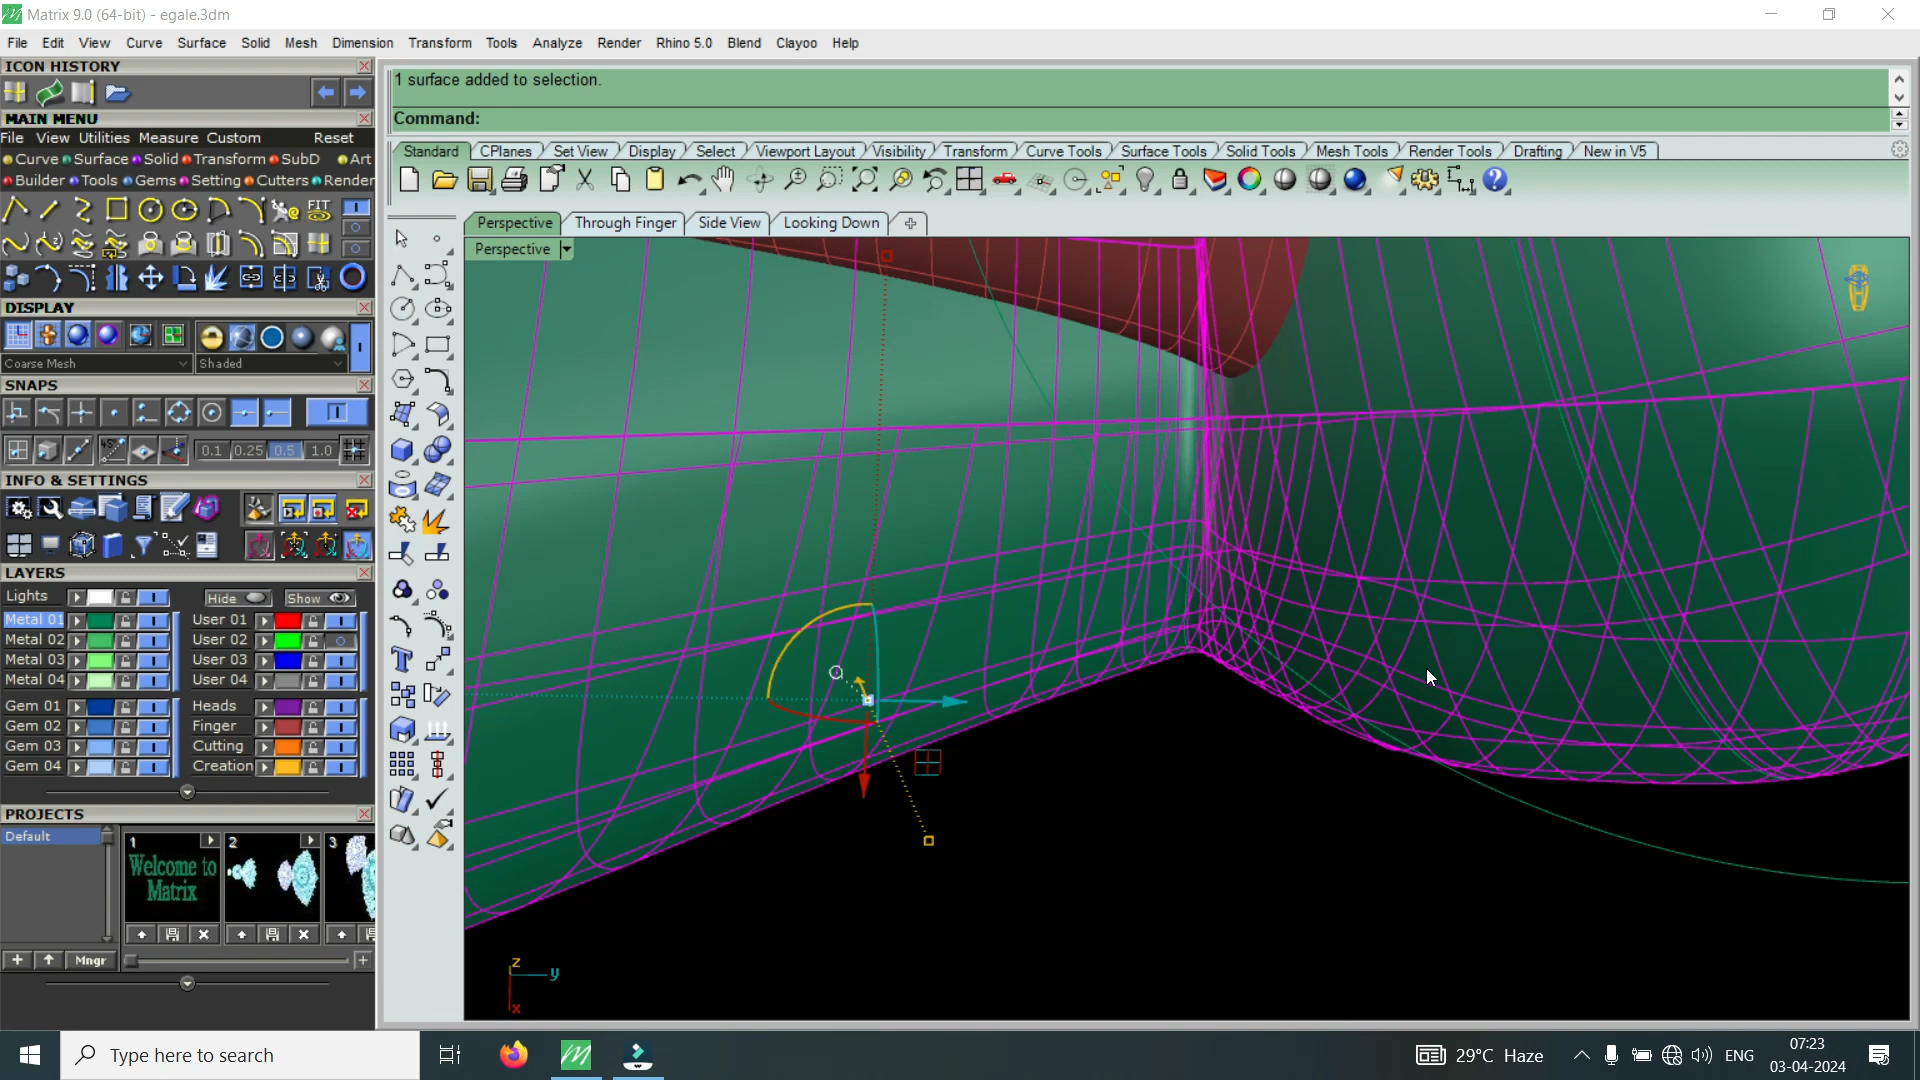 Matrix 9.0 (64-bit) - egale.3dm
File Edit View Curve Surface Solid Mesh Dimension Transform Tools Analyze Render Rhino 5.0 Blend Clayoo Help
ICON HISTORY
1 surface added to selection.
Command:
MAIN MENU
File View Utilities Measure Custom Reset
Curve Surface Solid Transform SubD Art
Builder Tools Gems Setting Cutters Render
Standard CPlanes Set View Display Select Viewport Layout Visibility Transform Curve Tools Surface Tools Solid Tools Mesh Tools Render Tools Drafting New in V5
FIT
Perspective Through Finger Side View Looking Down
Perspective
DISPLAY
Coarse Mesh Shaded
SNAPS
45°
0.1 0.25 0.5 1.0
INFO & SETTINGS
LAYERS
Lights Hide Show
Metal 01 User 01
Metal 02 User 02
Metal 03 User 03
Metal 04 User 04
Gem 01 Heads
Gem 02 Finger
Gem 03 Cutting
Gem 04 Creation
PROJECTS
Default
1 2 3
Welcome to
Matrix
Mngr
z
y
x
Type here to search
29°C Haze
ENG
07:23
03-04-2024